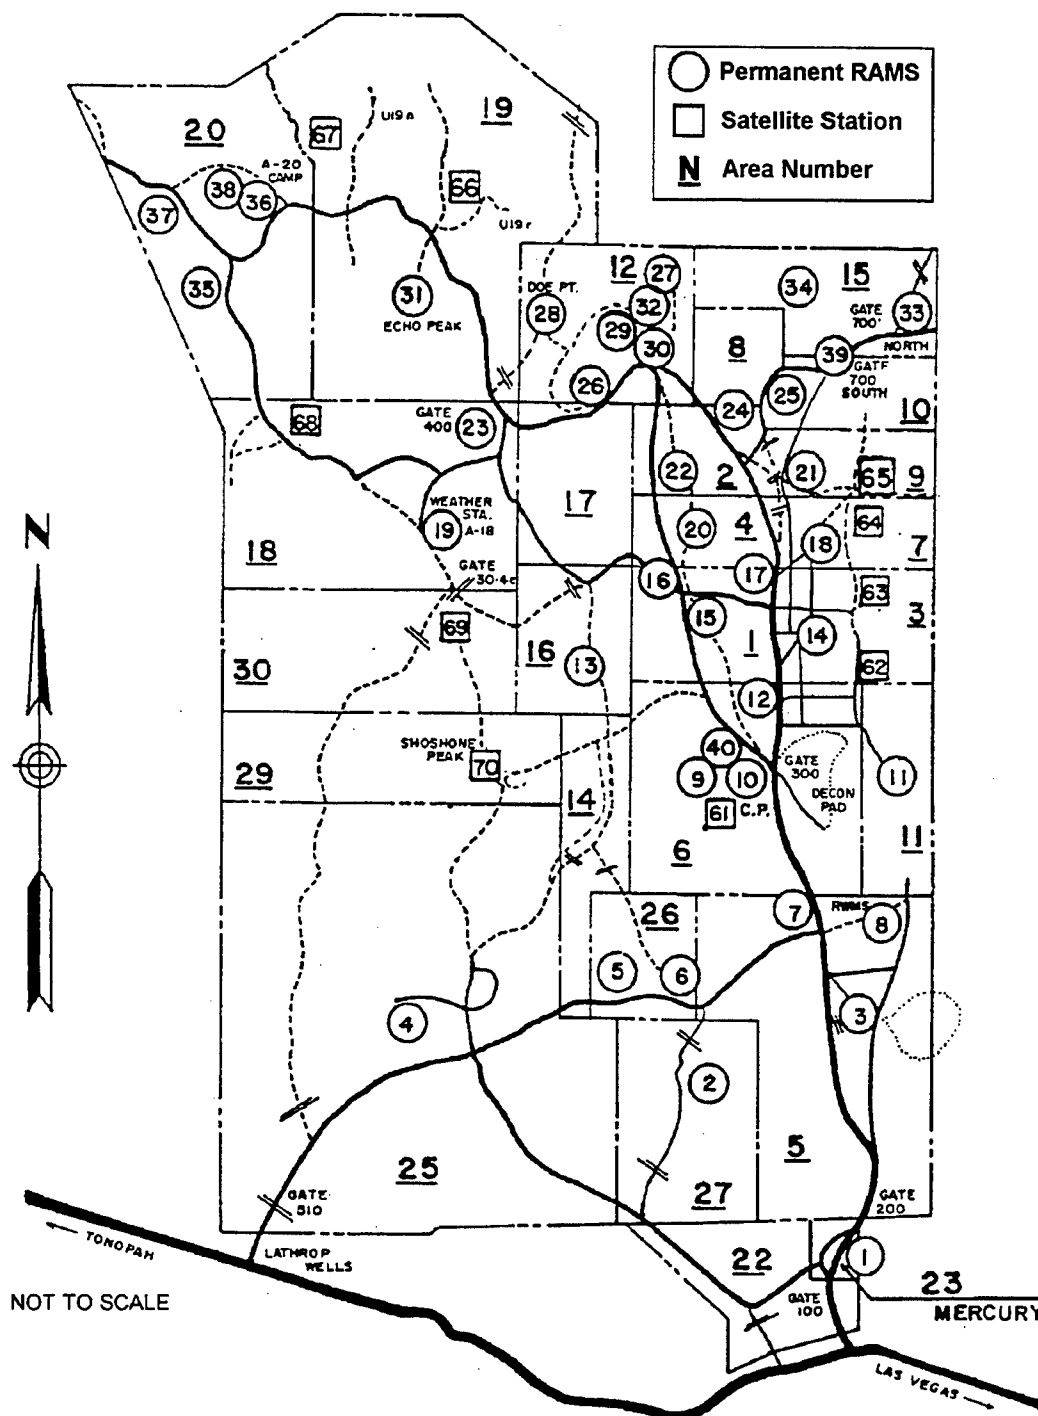 Permanent RAMS
Satellite Station
N Area Number
19
20
67
U19a
A-20
CAMP
38
36
66
37
U19r
12
27
15
35
31
ECHO PEAK
DOE PT.
28
32
34
GATE
700
33
29
30
8
39
NORTH
GATE
700
SOUTH
26
25
24
10
68
GATE
400
23
22
2
21
65
9
17
WEATHER
STA.
A-18
19
20
4
64
18
7
N
18
GATE
30-4c
16
17
63
3
69
15
1
14
16
13
62
30
12
SHOSHONE
PEAK
70
40
GATE
300
29
9
10
11
14
61
C.P.
DECON
PAD
6
11
26
7
RWMS
8
5
6
4
3
2
5
25
27
GATE
510
GATE
200
TONOPAH
LATHROP
WELLS
22
1
23
MERCURY
NOT TO SCALE
GATE
100
LAS VEGAS